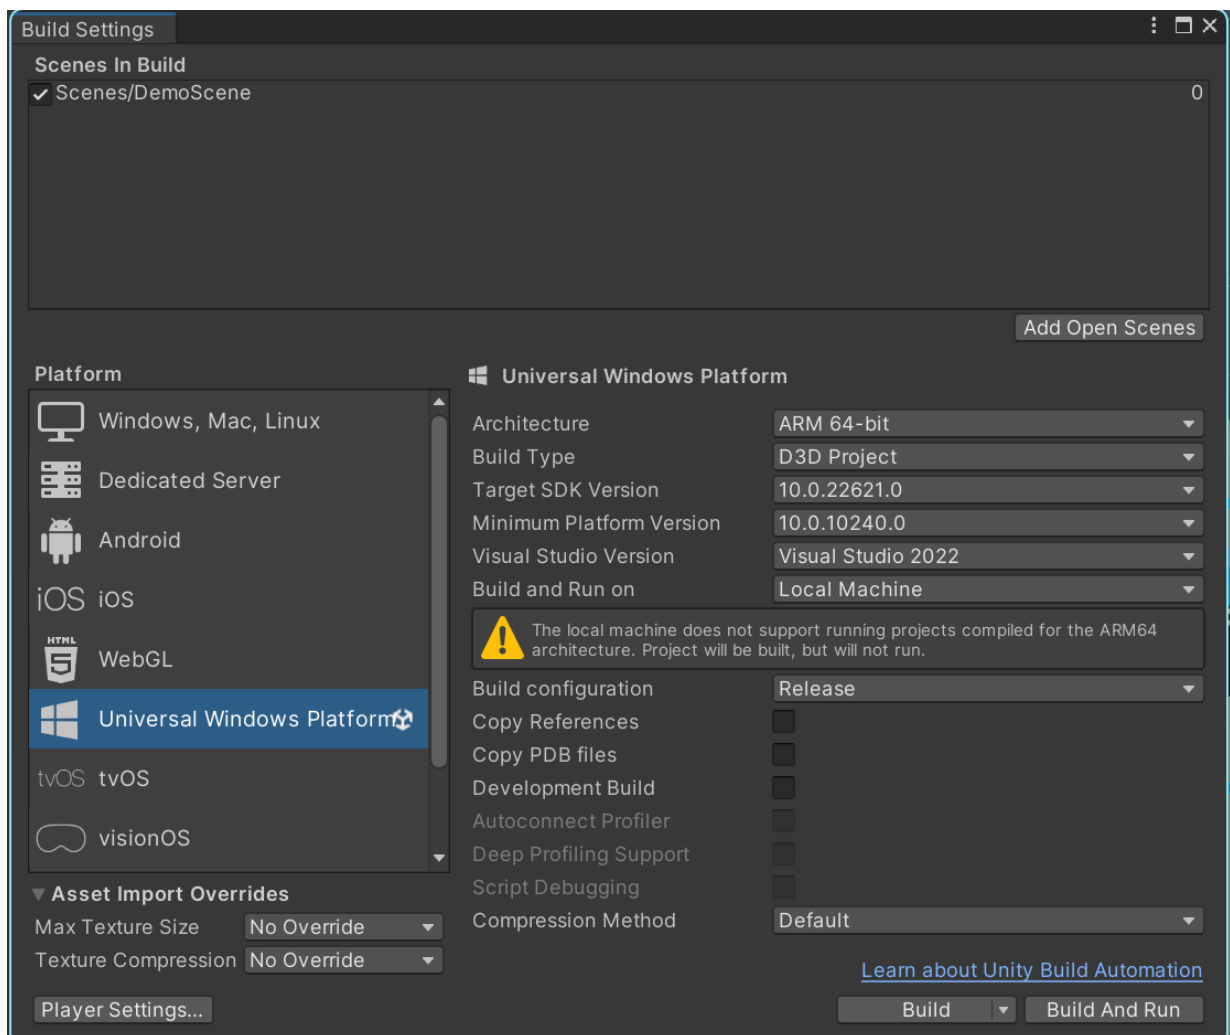 Build Settings
Scenes In Build
Scenes/DemoScene 0
Add Open Scenes
Platform
Windows, Mac, Linux
Dedicated Server
Android
iOS iOS
HTML
5 WebGL
Universal Windows Platform
tvOS tvOS
visionOS
Asset Import Overrides
Max Texture Size No Override
Texture Compression No Override
Player Settings...
Universal Windows Platform
Architecture ARM 64-bit
Build Type D3D Project
Target SDK Version 10.0.22621.0
Minimum Platform Version 10.0.10240.0
Visual Studio Version Visual Studio 2022
Build and Run on Local Machine
The local machine does not support running projects compiled for the ARM64
architecture. Project will be built, but will not run.
Build configuration Release
Copy References
Copy PDB files
Development Build
Autoconnect Profiler
Deep Profiling Support
Script Debugging
Compression Method Default
Learn about Unity Build Automation
Build Build And Run